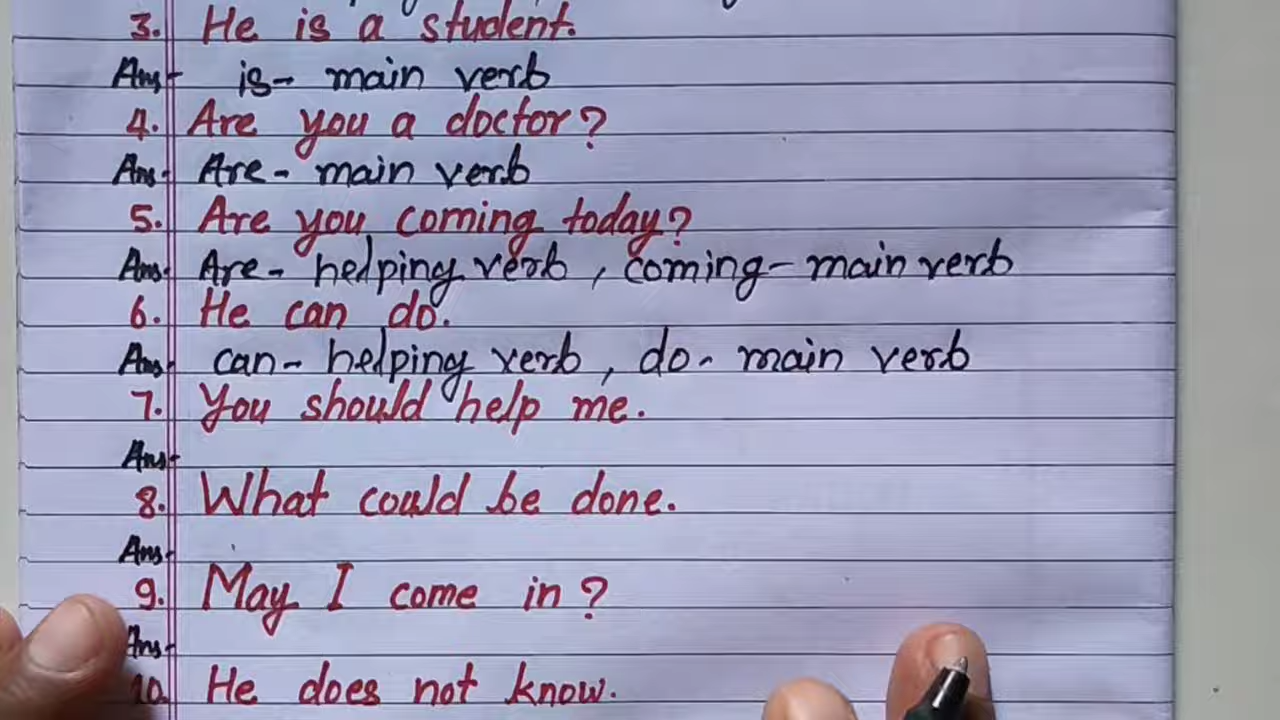 3. He is a student.
Ans- is- main verb
4. Are you a doctor?
Ans- Are- main verb
5. Are you coming today?
Ans- Are- helping verb, coming- main verb
6. He can do.
Ans- can- helping verb, do- main verb
7. You should help me.
Ans-
8. What could be done.
Ans-
9. May I come in?
Ans-
10. He does not know.